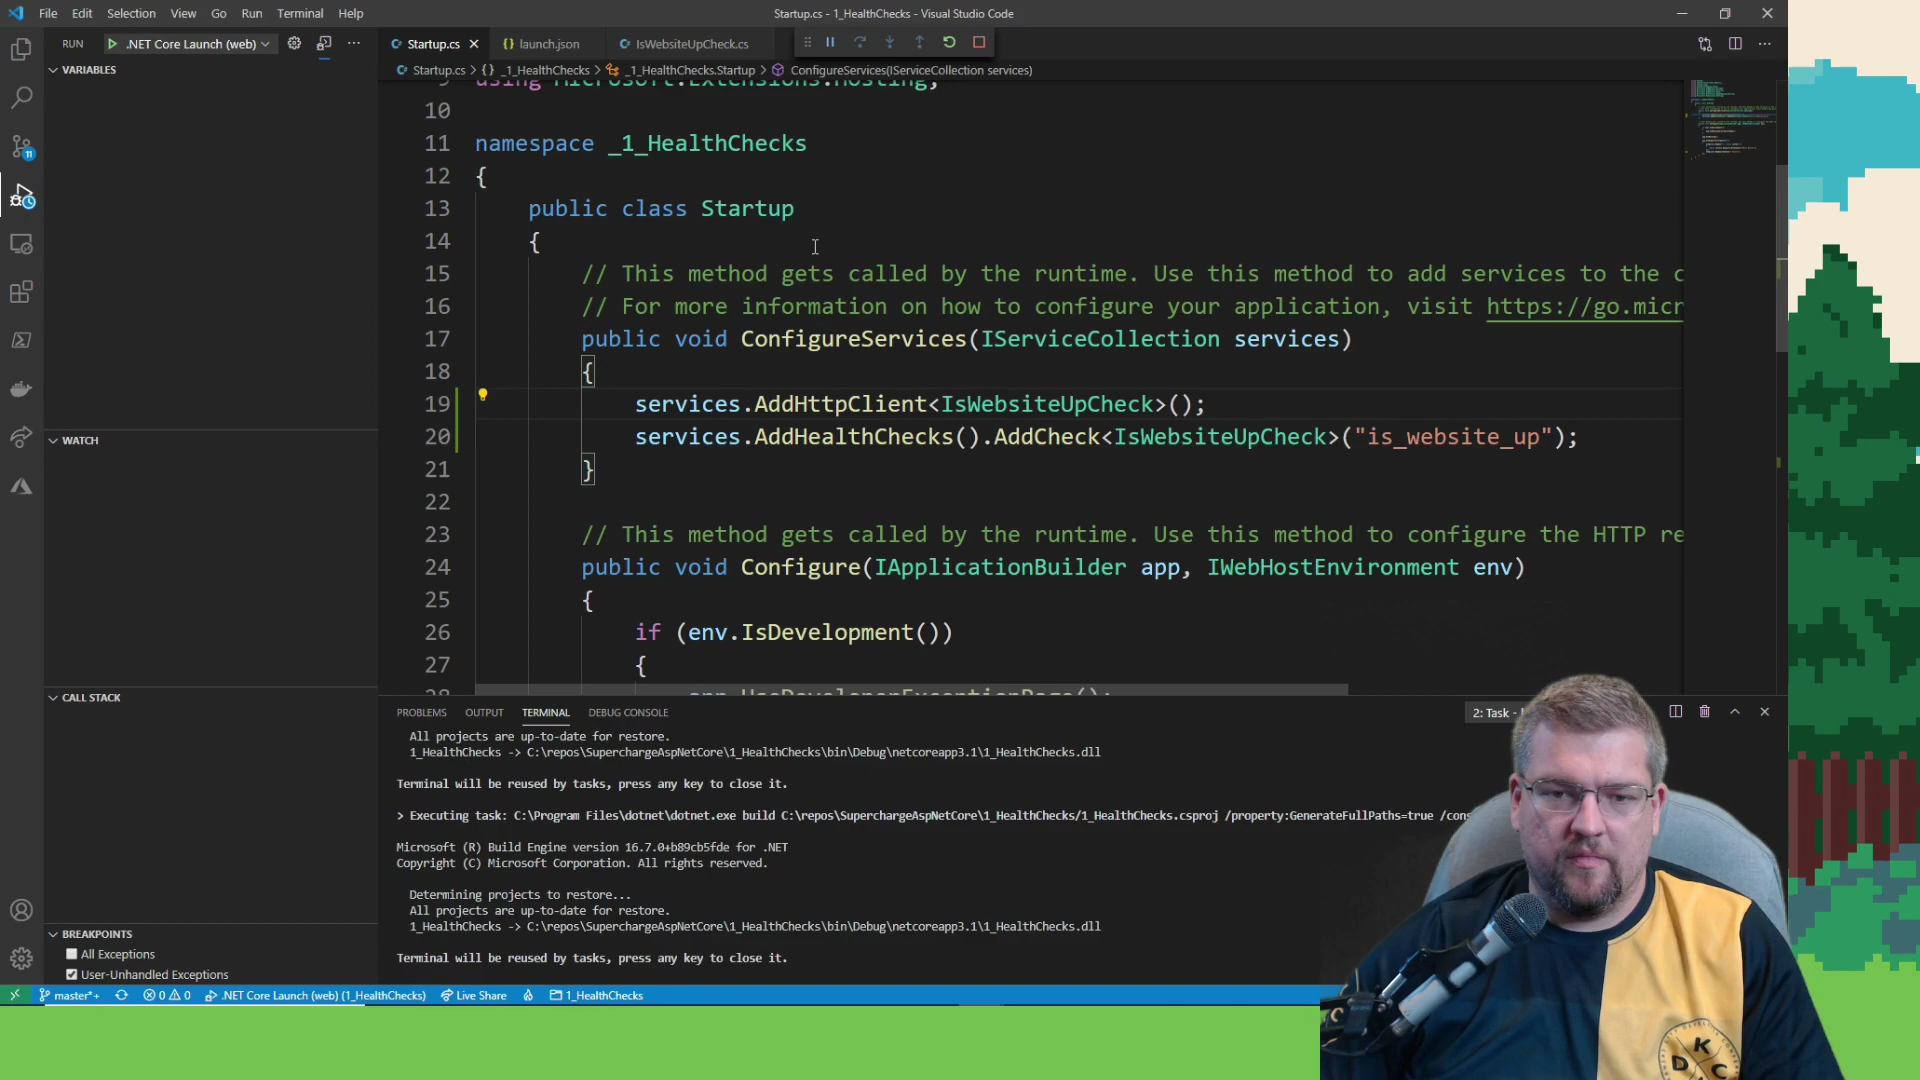 File Edit Selection View Go Run Terminal Help
Startup.cs - 1_HealthChecks - Visual Studio Code
RUN .NET Core Launch (web)
Startup.cs launch.json IsWebsiteUpCheck.cs
VARIABLES
Startup.cs > {} _1_HealthChecks > _1_HealthChecks.Startup > ConfigureServices(IServiceCollection services)
using Microsoft.Extensions.Hosting;
10
11 namespace _1_HealthChecks
12 {
13 public class Startup
14 {
15 // This method gets called by the runtime. Use this method to add services to the c
16 // For more information on how to configure your application, visit https://go.micr
17 public void ConfigureServices(IServiceCollection services)
18 {
19 services.AddHttpClient<IsWebsiteUpCheck>();
20 services.AddHealthChecks().AddCheck<IsWebsiteUpCheck>("is_website_up");
21 }
22
23 // This method gets called by the runtime. Use this method to configure the HTTP re
24 public void Configure(IApplicationBuilder app, IWebHostEnvironment env)
25 {
26 if (env.IsDevelopment())
27 {
28 app.UseDeveloperExceptionPage();
11
WATCH
CALL STACK
BREAKPOINTS
All Exceptions
User-Unhandled Exceptions
PROBLEMS OUTPUT TERMINAL DEBUG CONSOLE
2: Task -
All projects are up-to-date for restore.
1_HealthChecks -> C:\repos\SuperchargeAspNetCore\1_HealthChecks\bin\Debug\netcoreapp3.1\1_HealthChecks.dll
Terminal will be reused by tasks, press any key to close it.
> Executing task: C:\Program Files\dotnet\dotnet.exe build C:\repos\SuperchargeAspNetCore\1_HealthChecks/1_HealthChecks.csproj /property:GenerateFullPaths=true /cons
Microsoft (R) Build Engine version 16.7.0+b89cb5fde for .NET
Copyright (C) Microsoft Corporation. All rights reserved.
Determining projects to restore...
All projects are up-to-date for restore.
1_HealthChecks -> C:\repos\SuperchargeAspNetCore\1_HealthChecks\bin\Debug\netcoreapp3.1\1_HealthChecks.dll
Terminal will be reused by tasks, press any key to close it.
master*+ 0 0 .NET Core Launch (web) (1_HealthChecks) Live Share 1_HealthChecks
K
D C